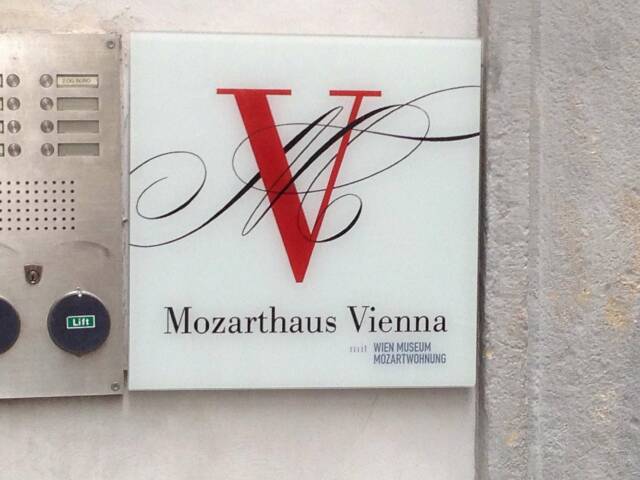 V
M
Mozarthaus Vienna
mit WIEN MUSEUM
MOZARTWOHNUNG
Lift